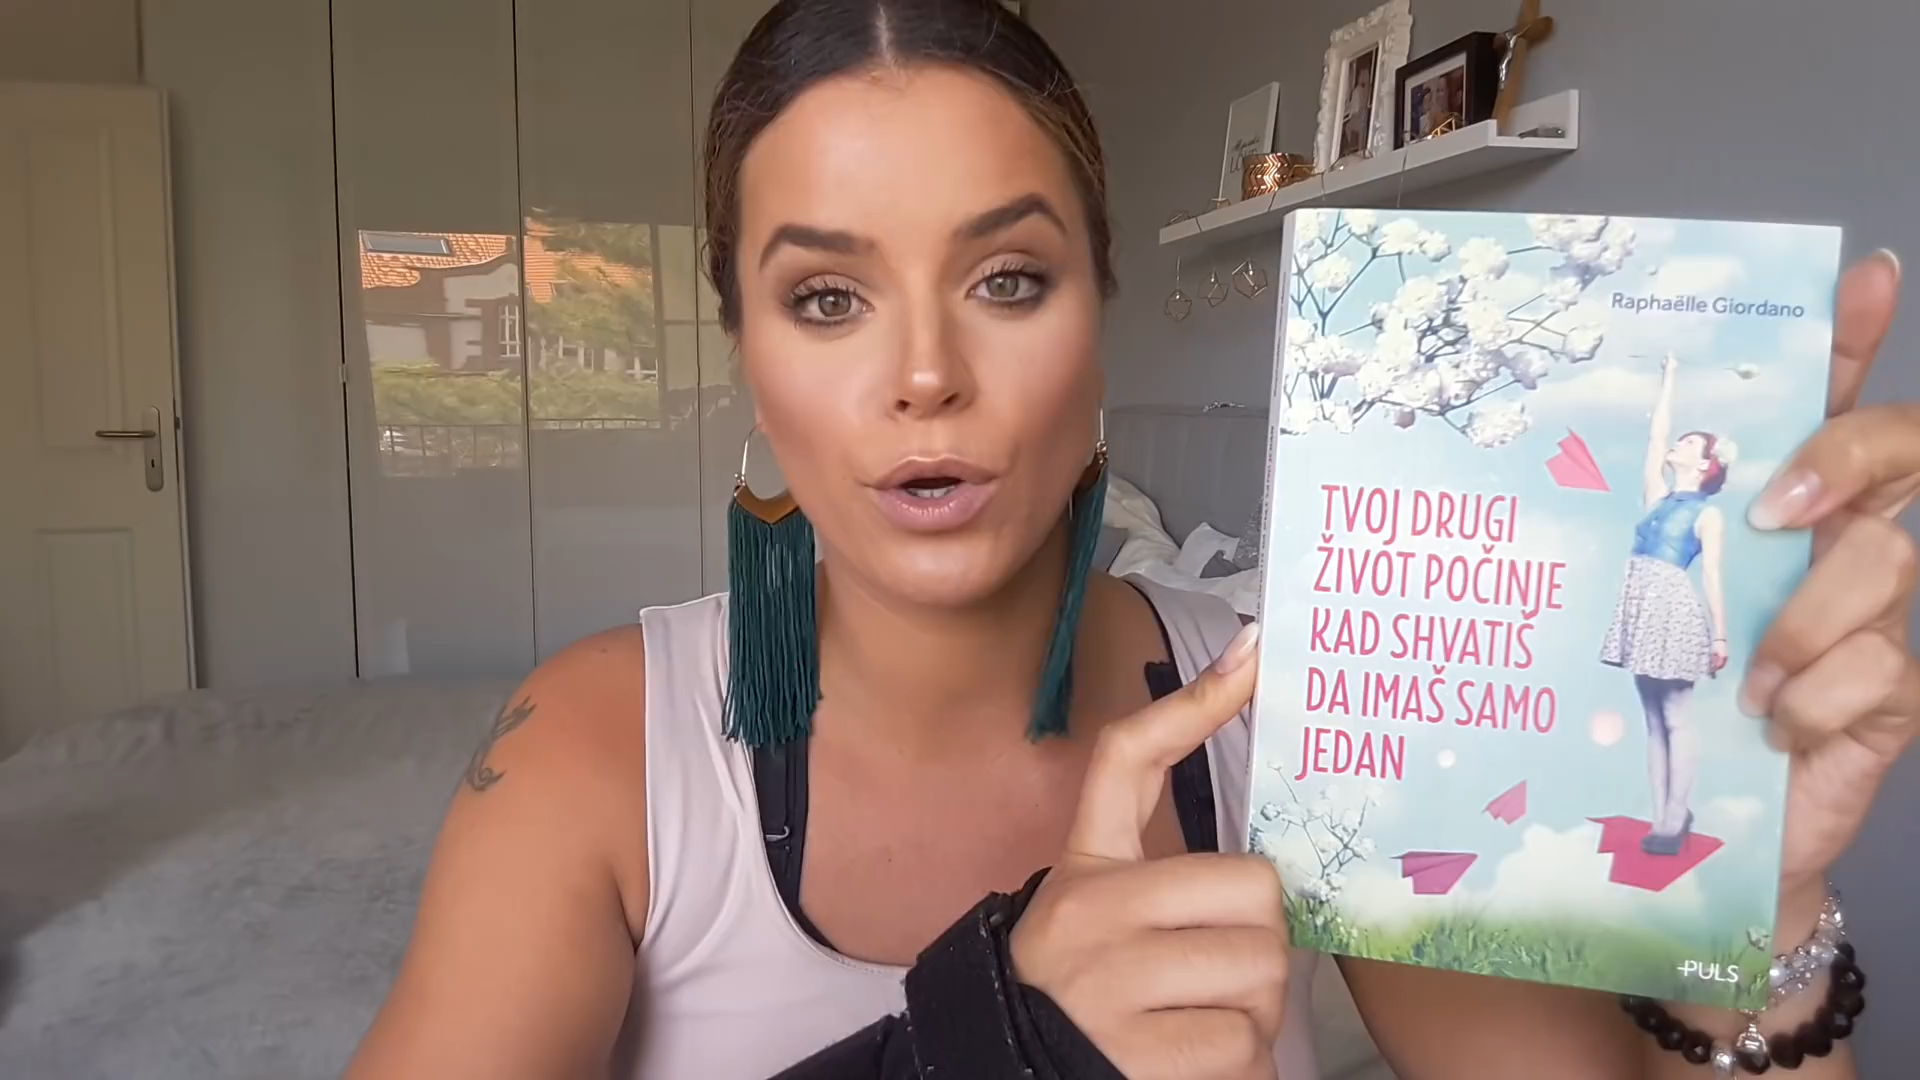 Raphaëlle Giordano
TVOJ DRUGI
ŽIVOT POČINJE
KAD SHVATIŠ
DA IMAŠ SAMO
JEDAN
PULS